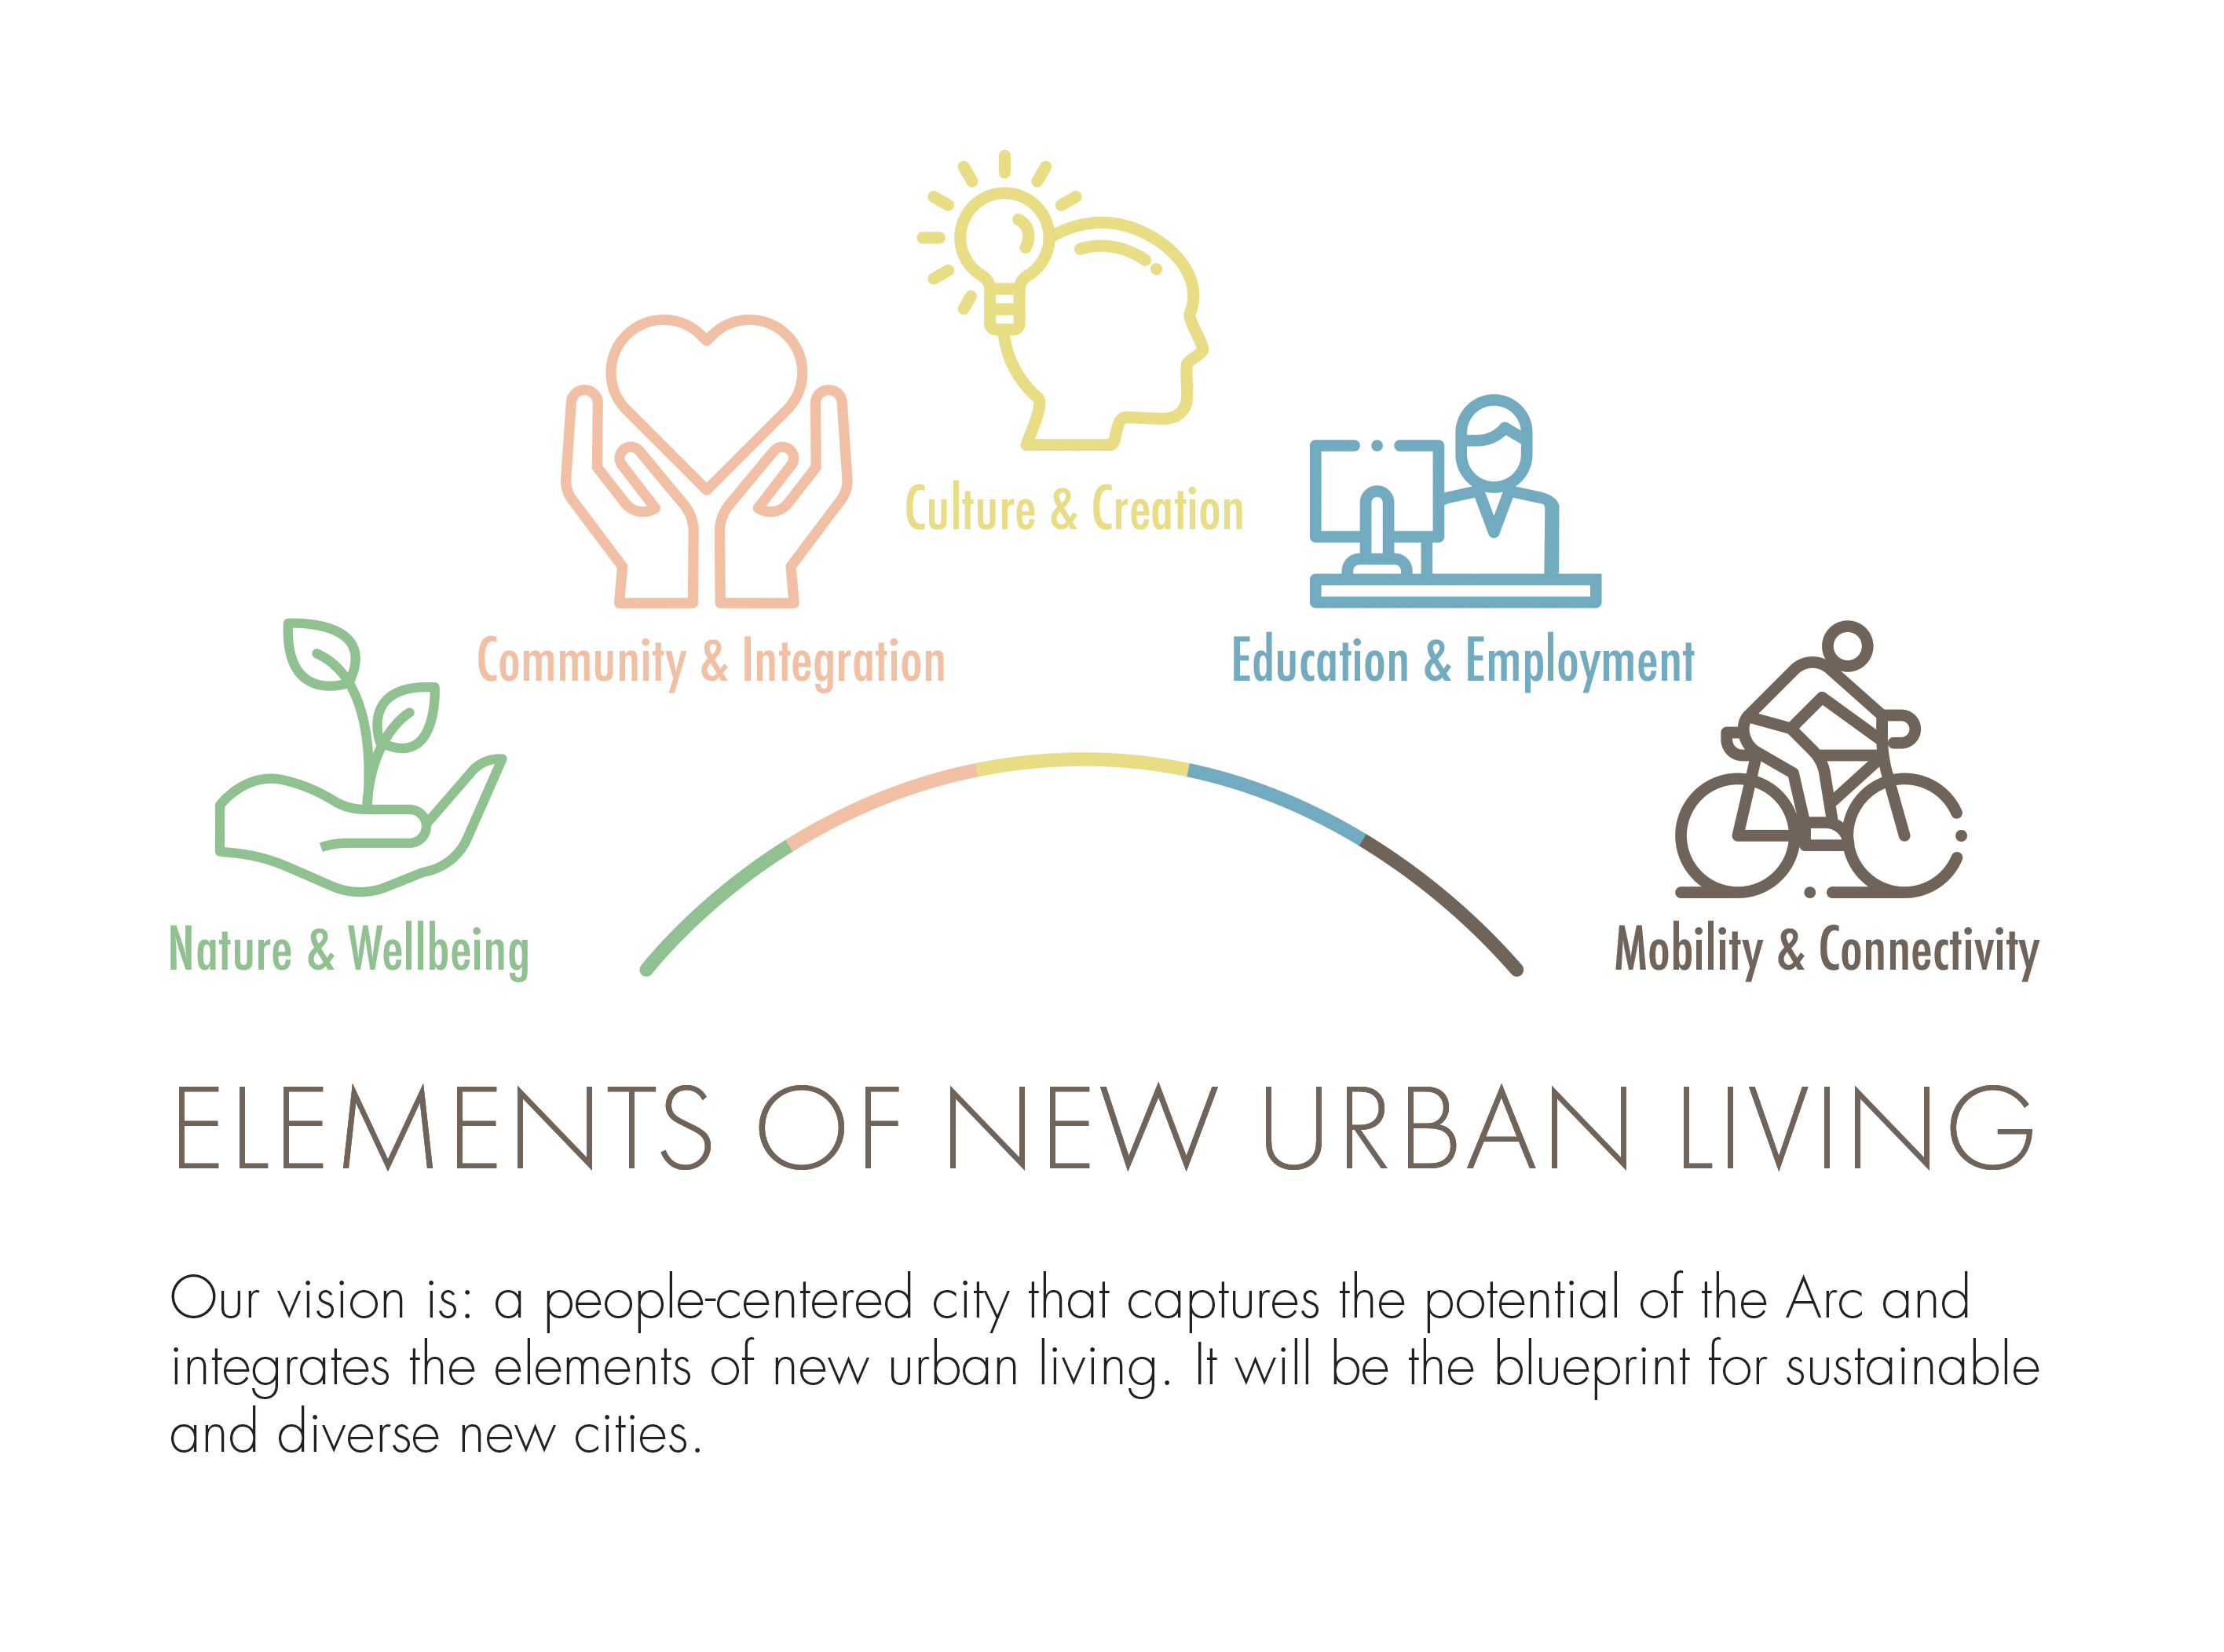 Culture & Creation
Community & Integration
Education & Employment
Nature & Wellbeing
Mobility & Connectivity
ELEMENTS OF NEW URBAN LIVING
Our vision is: a people-centered city that captures the potential of the Arc and
integrates the elements of new urban living. It will be the blueprint for sustainable
and diverse new cities.